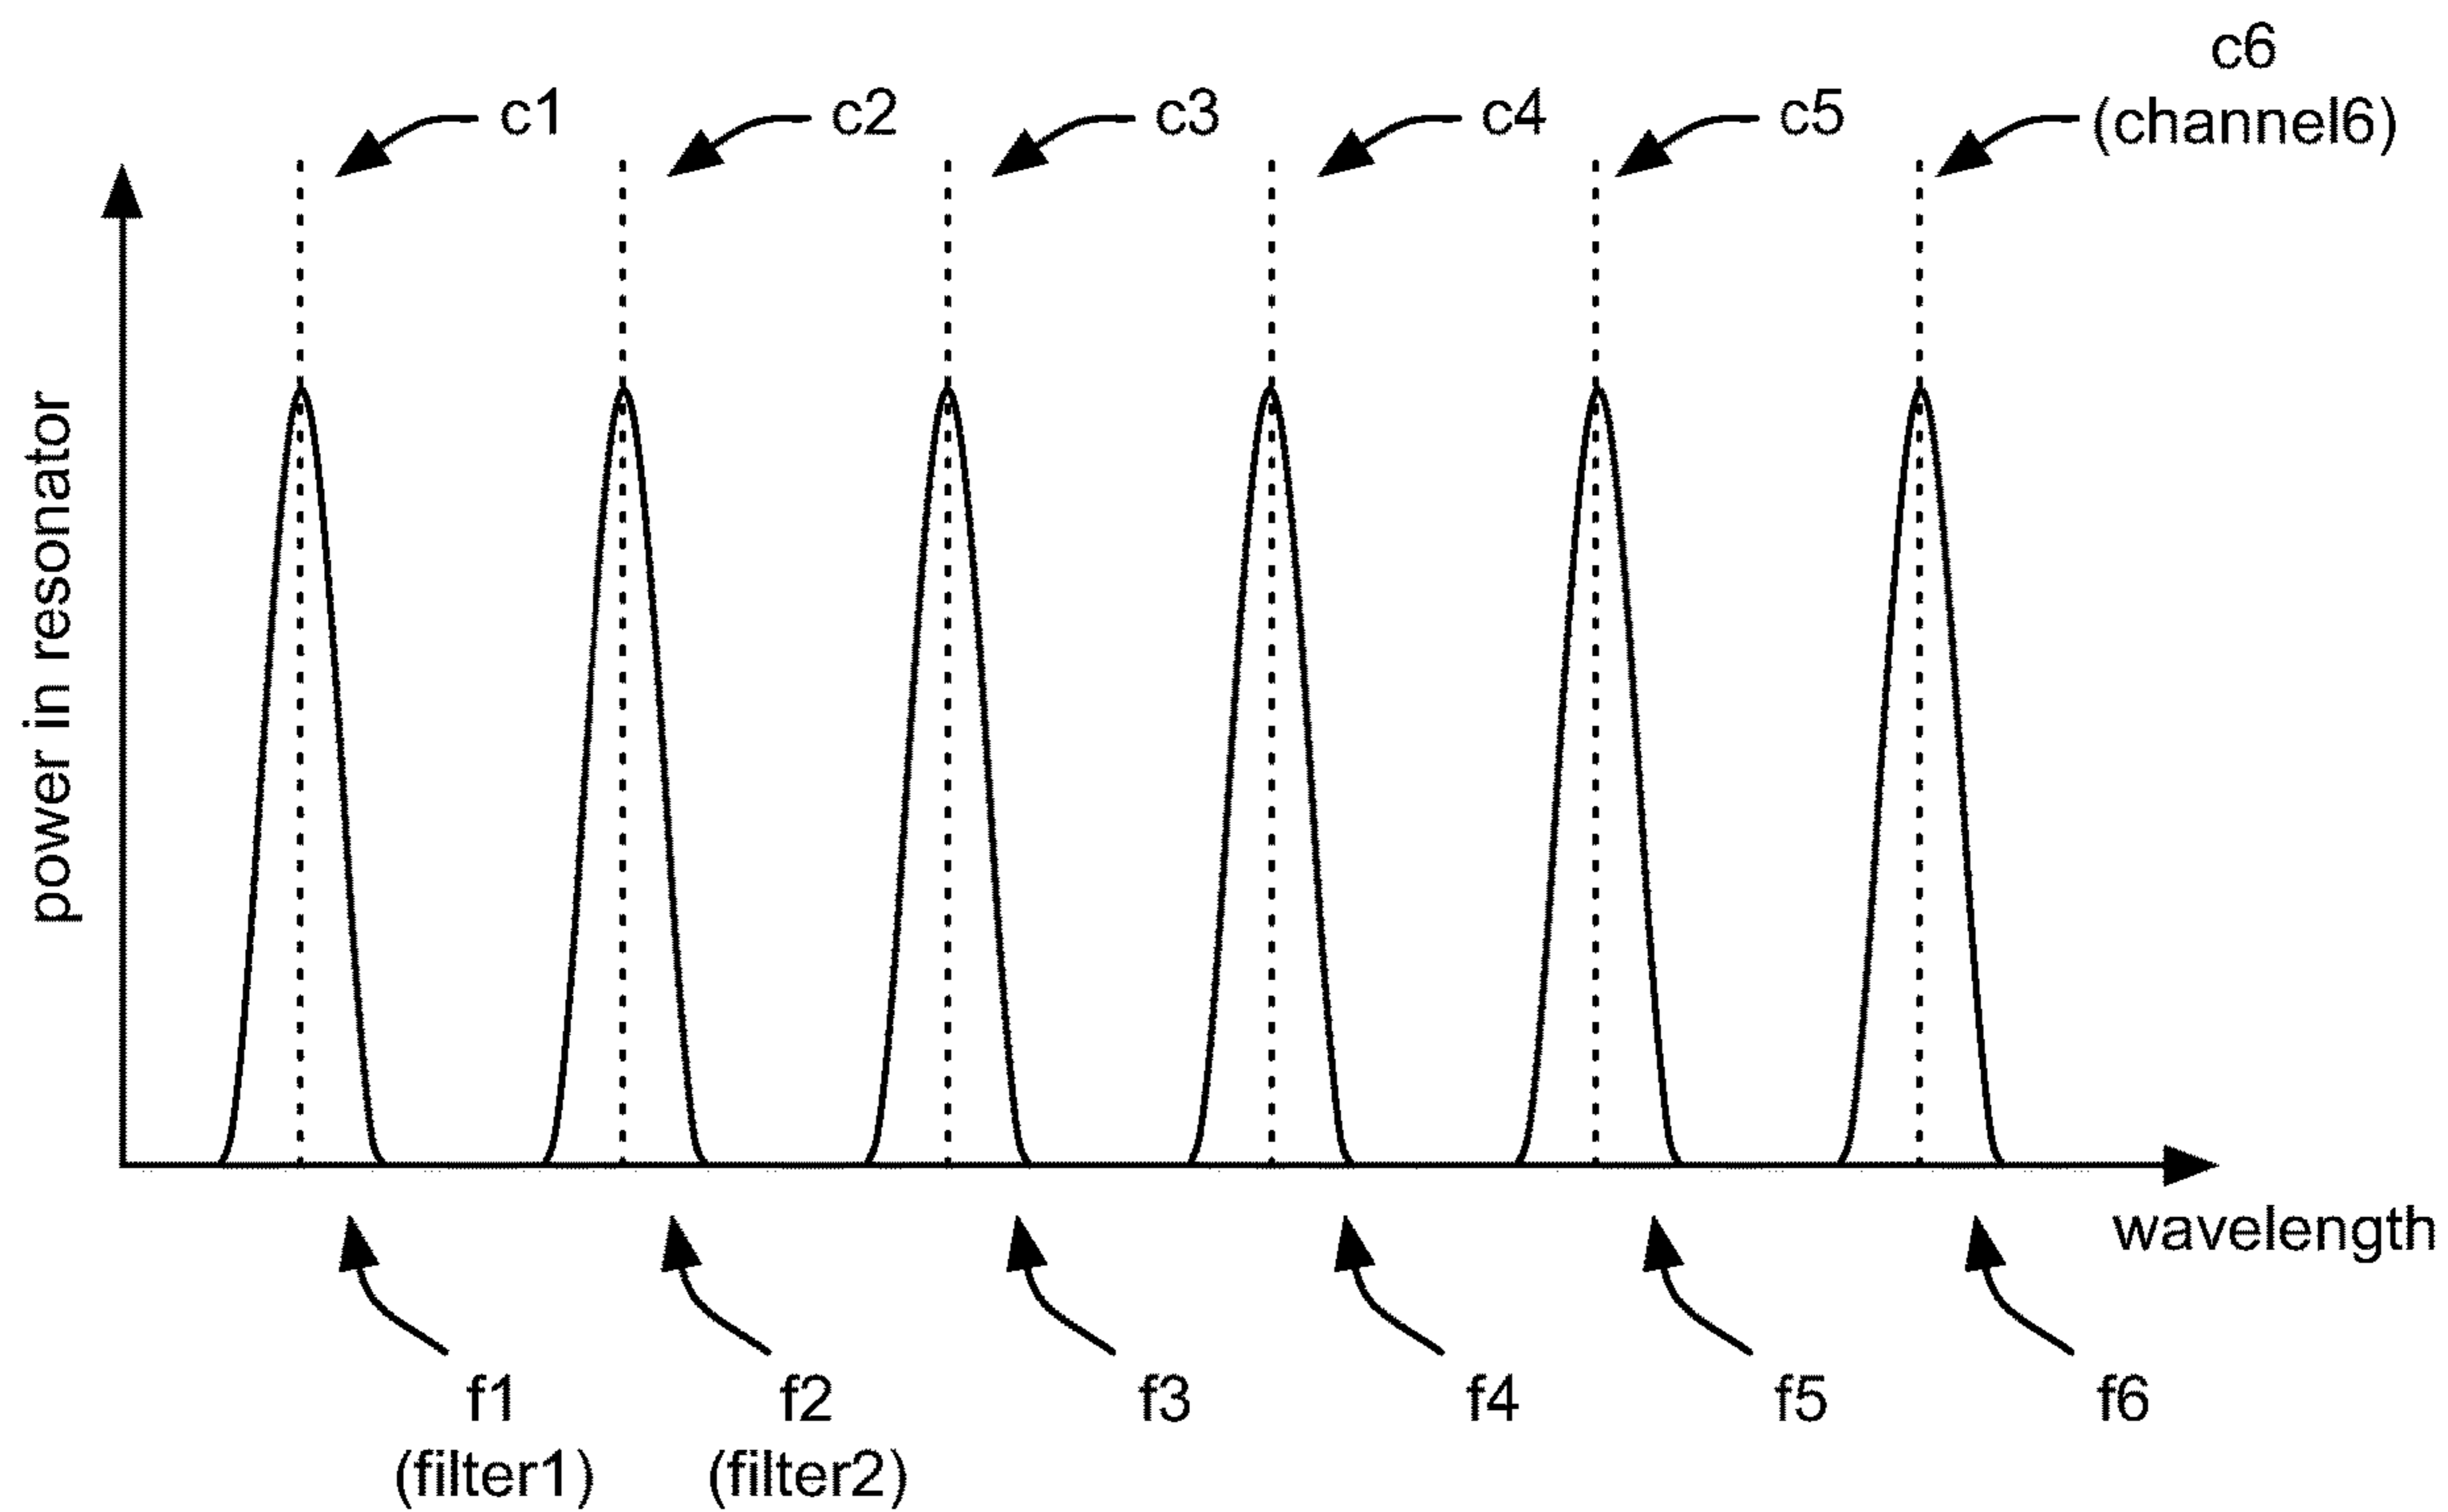 c6
c1
c2
c3
c4
c5
(channel6)
power in resonator
wavelength
f1
f2
f3
f4
f5
f6
(filter1)
(filter2)